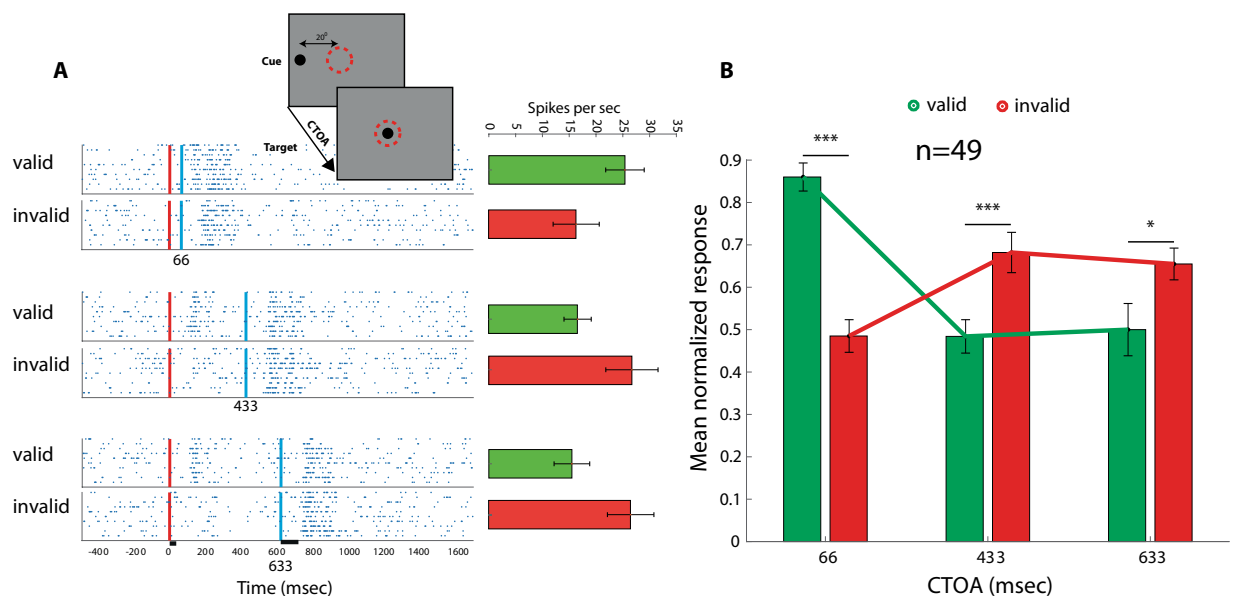 A
Cue
20⁰
CTOA
Target
Spikes per sec
0 5 10 15 20 25 30 35
valid
invalid
66
valid
invalid
433
valid
invalid
-400 -200 0 200 400 600 800 1000 1200 1400 1600
633
Time (msec)
B
valid invalid
n=49
***
***
*
Mean normalized response
0.9
0.8
0.7
0.6
0.5
0.4
0.3
0.2
0.1
0
66 433 633
CTOA (msec)